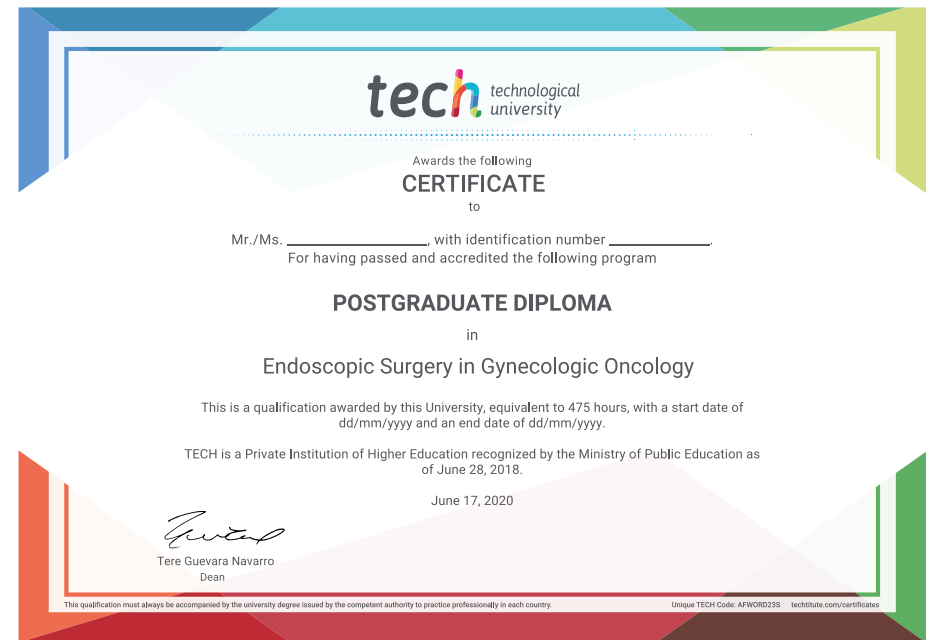 tech technological
university
Awards the following
CERTIFICATE
to
Mr./Ms. ____________________, with identification number ______________.
For having passed and accredited the following program
POSTGRADUATE DIPLOMA
in
Endoscopic Surgery in Gynecologic Oncology
This is a qualification awarded by this University, equivalent to 475 hours, with a start date of
dd/mm/yyyy and an end date of dd/mm/yyyy.
TECH is a Private Institution of Higher Education recognized by the Ministry of Public Education as
of June 28, 2018.
June 17, 2020
Tere Guevara Navarro
Dean
This qualification must always be accompanied by the university degree issued by the competent authority to practice professionally in each country. Unique TECH Code: AFWORD23S techtitute.com/certificates